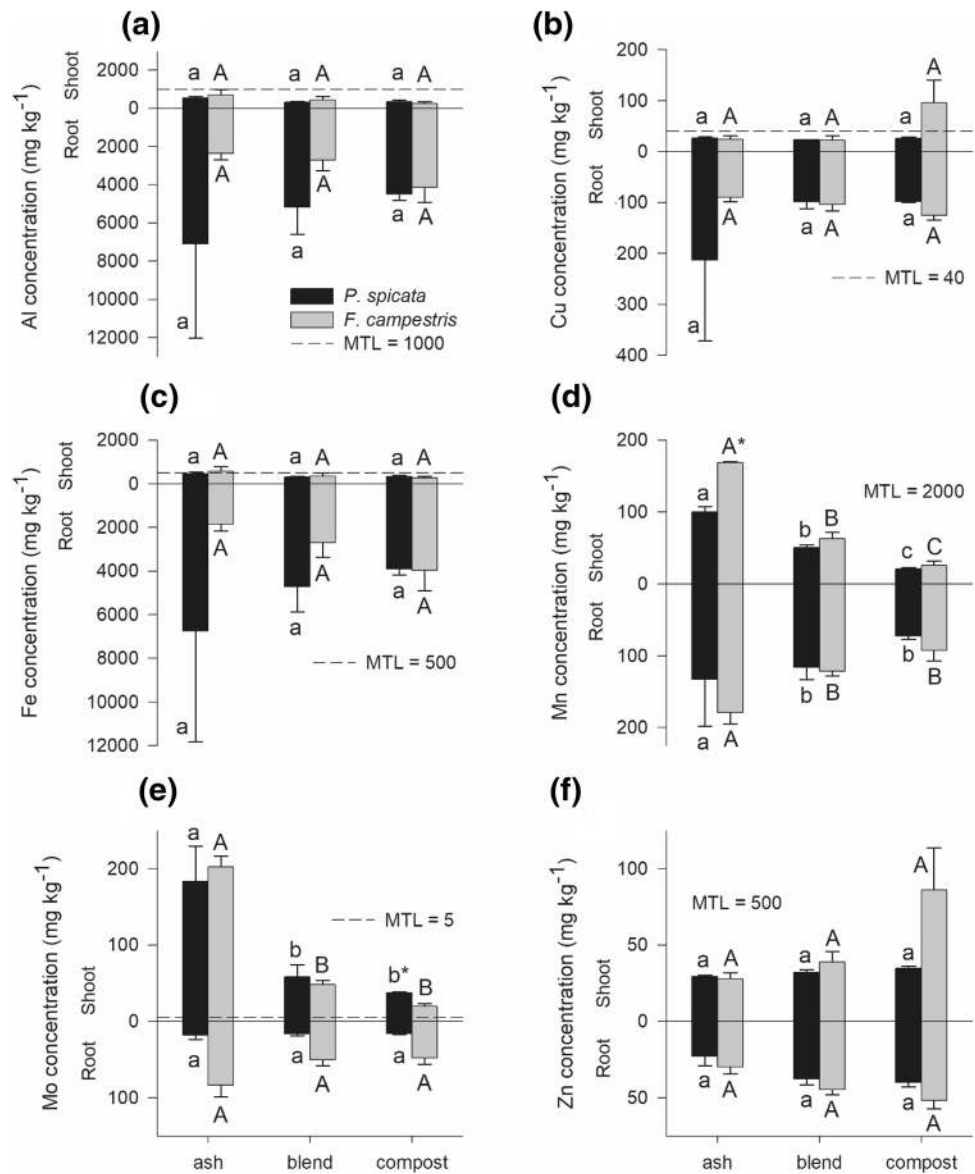 (a)
Al concentration (mg kg-1)
Root Shoot
2000
0
2000
4000
6000
8000
10000
12000
a A a A a A
a A a A a A
P. spicata
F. campestris
MTL = 1000
(b)
Cu concentration (mg kg-1)
Root Shoot
200
100
0
100
200
300
400
a A a A a A
a A a A a A
MTL = 40
(c)
Fe concentration (mg kg-1)
Root Shoot
2000
0
2000
4000
6000
8000
10000
12000
a A a A a A
a A a A a A
MTL = 500
(d)
Mn concentration (mg kg-1)
Root Shoot
200
100
0
100
200
a A* b B c C
a A b B b B
MTL = 2000
(e)
Mo concentration (mg kg-1)
Root Shoot
200
100
0
100
a A b B b* B
a A a A a A
MTL = 5
ash blend compost
(f)
Zn concentration (mg kg-1)
Root Shoot
100
50
0
50
a A a A a A
a A a A a A
MTL = 500
ash blend compost